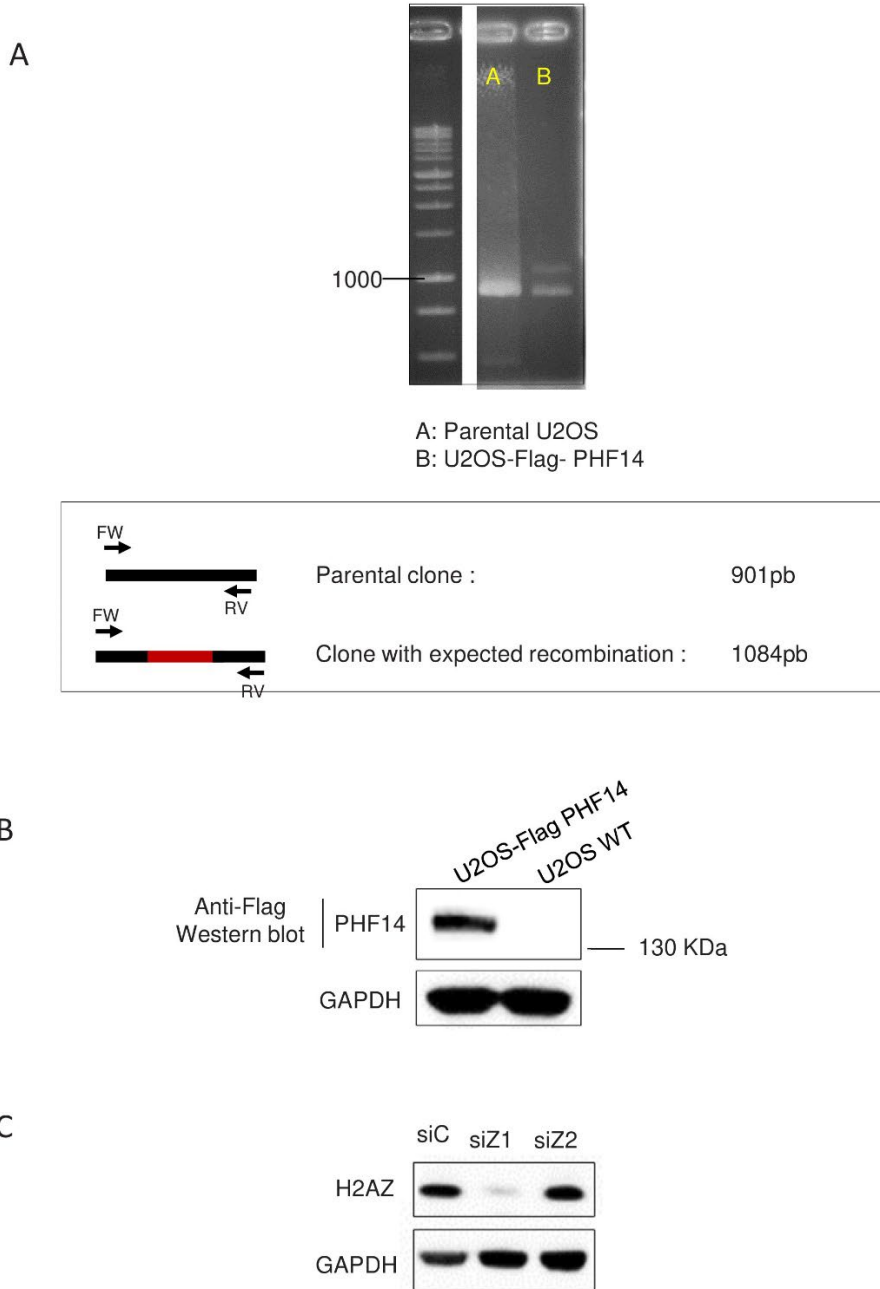 A
A B
1000
A: Parental U2OS
B: U2OS-Flag- PHF14
FW
Parental clone : 901pb
RV
FW
Clone with expected recombination : 1084pb
RV
B
U2OS-Flag PHF14
U2OS WT
Anti-Flag
Western blot
PHF14
130 KDa
GAPDH
C
siC siZ1 siZ2
H2AZ
GAPDH